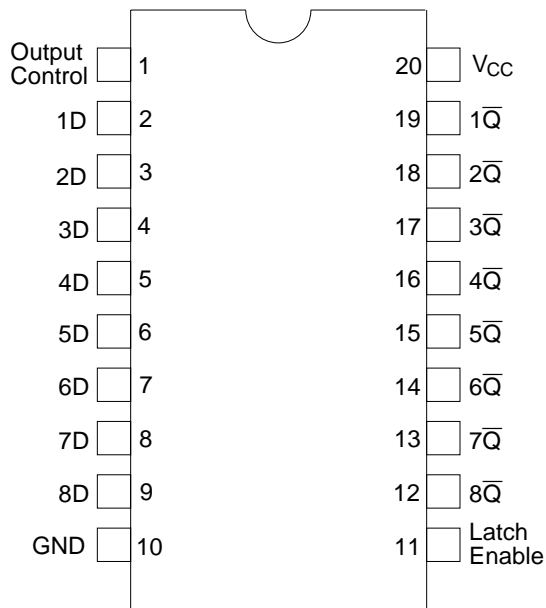 Output
Control 1 20 V_CC
1D 2 19 1Q̅
2D 3 18 2Q̅
3D 4 17 3Q̅
4D 5 16 4Q̅
5D 6 15 5Q̅
6D 7 14 6Q̅
7D 8 13 7Q̅
8D 9 12 8Q̅
GND 10 11 Latch
Enable